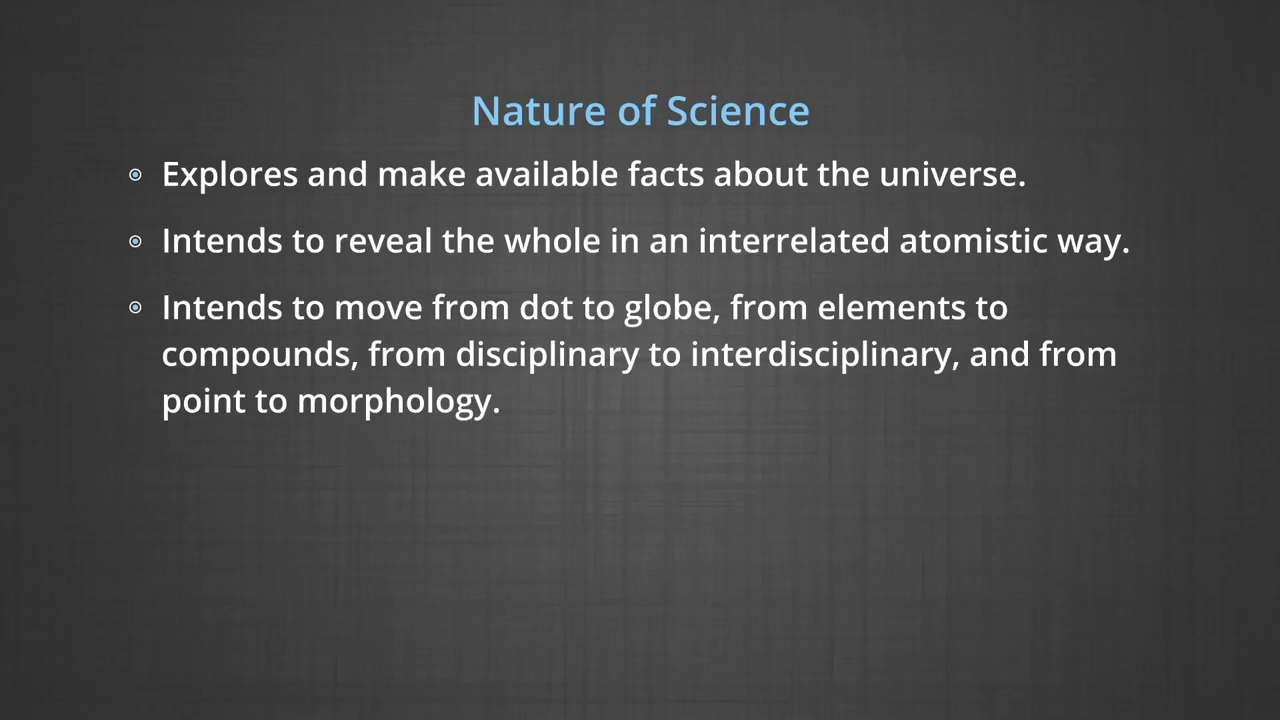 Nature of Science
Explores and make available facts about the universe.
Intends to reveal the whole in an interrelated atomistic way.
Intends to move from dot to globe, from elements to
compounds, from disciplinary to interdisciplinary, and from
point to morphology.